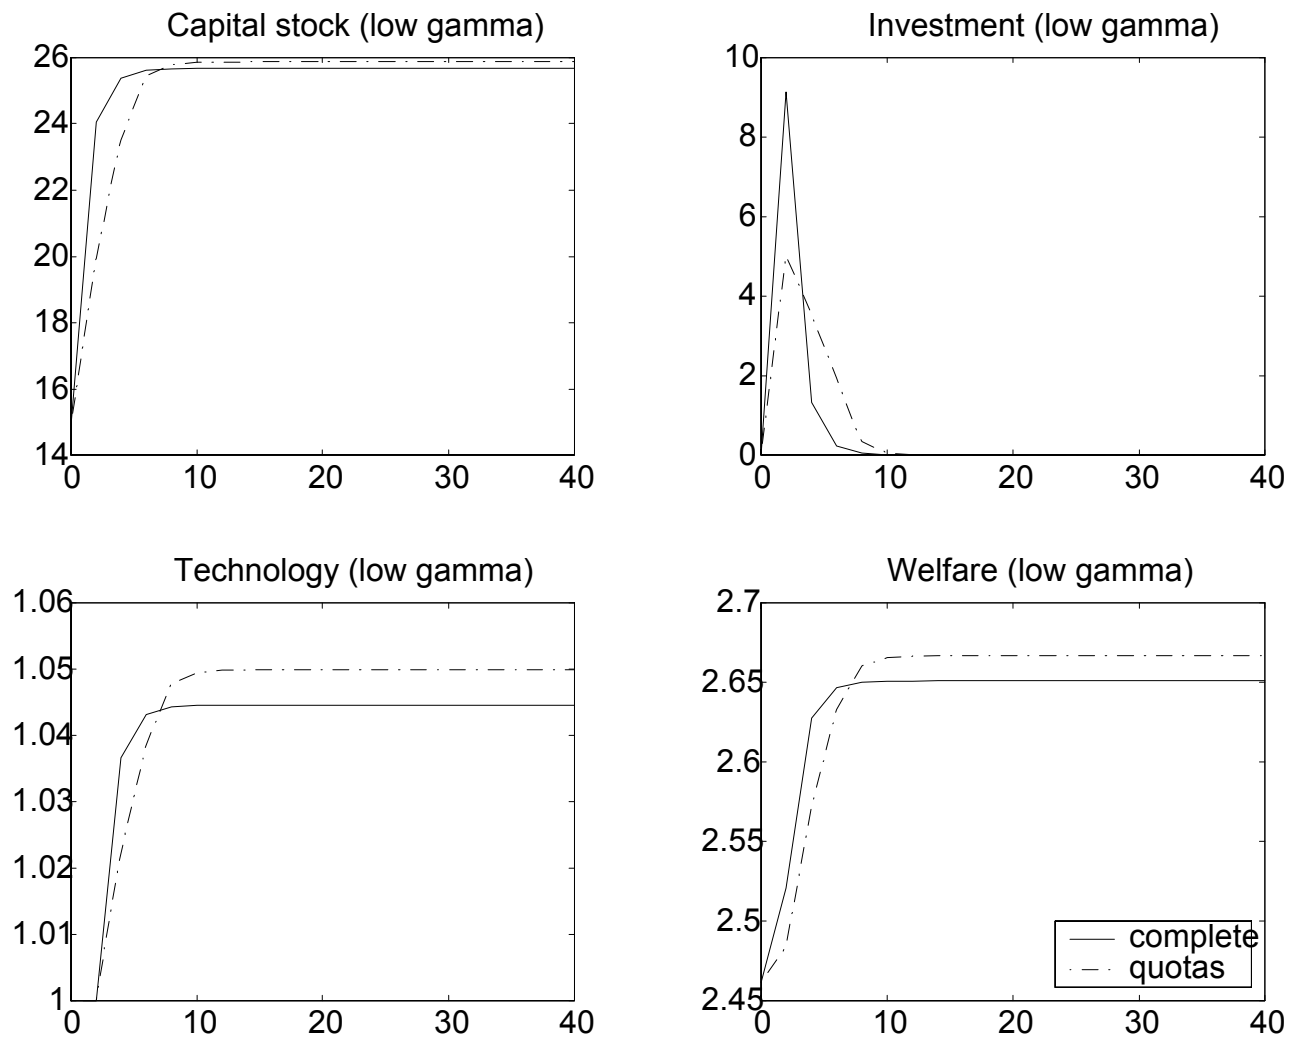 Capital stock (low gamma)
26
24
22
20
18
16
14
0 10 20 30 40
Investment (low gamma)
10
8
6
4
2
0
0 10 20 30 40
Technology (low gamma)
1.06
1.05
1.04
1.03
1.02
1.01
1
0 10 20 30 40
Welfare (low gamma)
2.7
2.65
2.6
2.55
2.5
2.45
0 10 20 30 40
complete
quotas